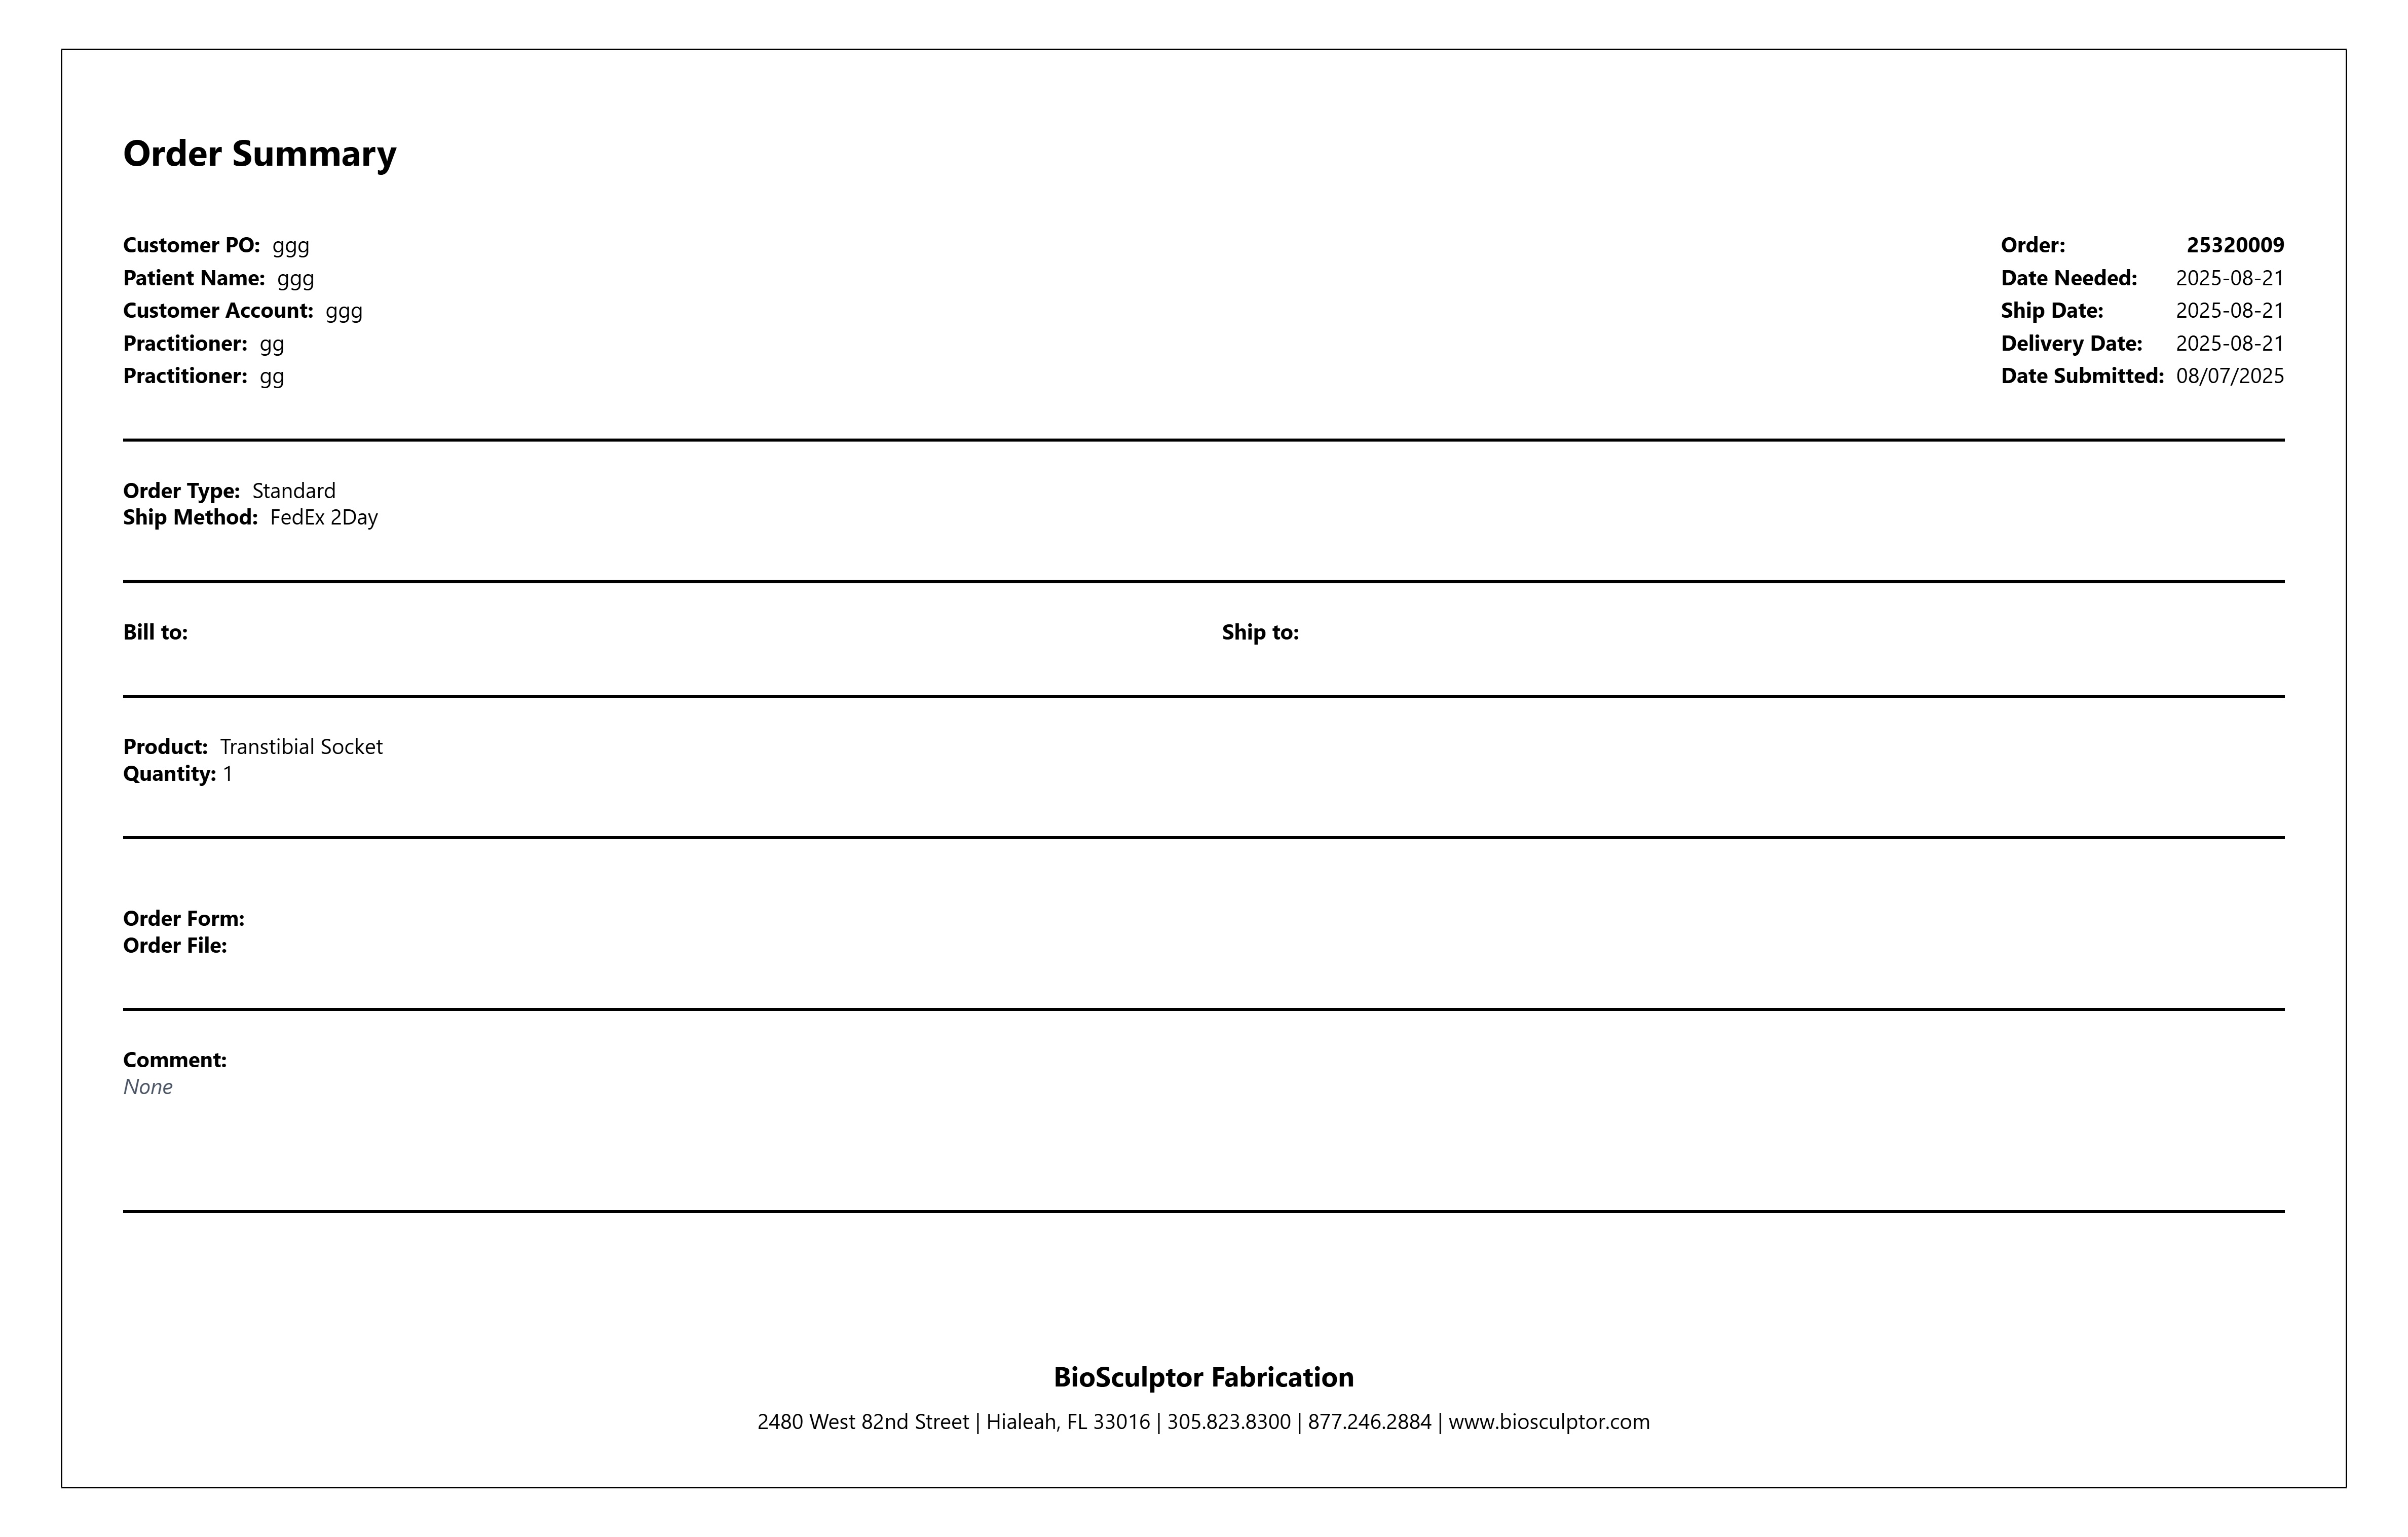 Order Summary
Customer PO: ggg
Patient Name: ggg
Customer Account: ggg
Practitioner: gg
Practitioner: gg
Order: 25320009
Date Needed: 2025-08-21
Ship Date: 2025-08-21
Delivery Date: 2025-08-21
Date Submitted: 08/07/2025
Order Type: Standard
Ship Method: FedEx 2Day
Bill to:
Ship to:
Product: Transtibial Socket
Quantity: 1
Order Form:
Order File:
Comment:
None
BioSculptor Fabrication
2480 West 82nd Street | Hialeah, FL 33016 | 305.823.8300 | 877.246.2884 | www.biosculptor.com